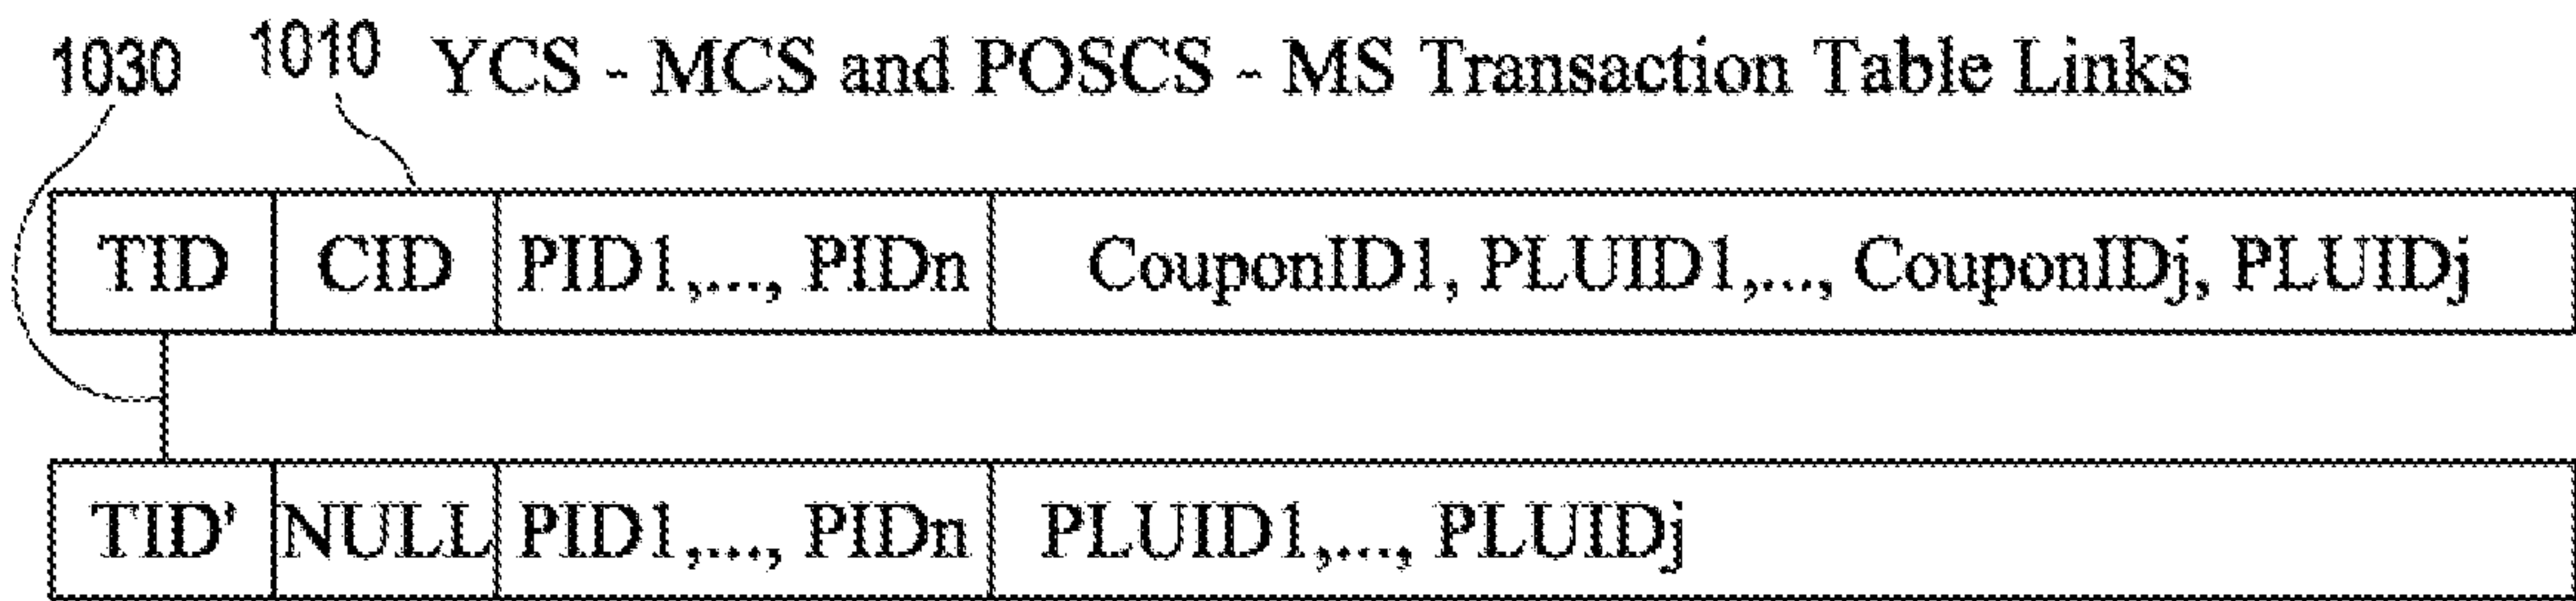 1030 1010 YCS - MCS and POSCS - MS Transaction Table Links
TID CID PID1,..., PIDn CouponID1, PLUID1,..., CouponIDj, PLUIDj
TID' NULL PID1,..., PIDn PLUID1,..., PLUIDj